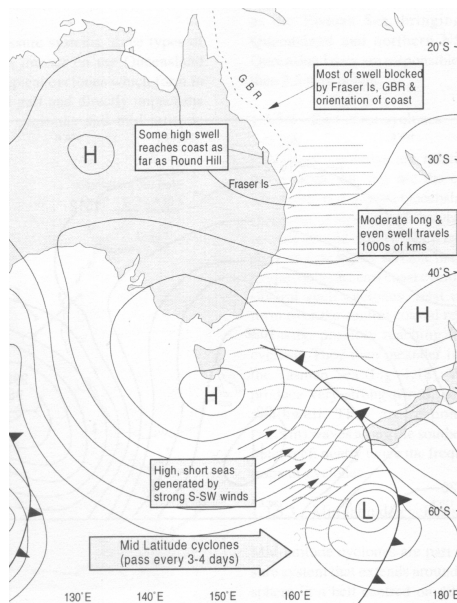 20°S
GBR
Most of swell blocked
by Fraser Is, GBR &
orientation of coast
Some high swell
reaches coast as
far as Round Hill
H
30°S
Fraser Is
Moderate long &
even swell travels
1000s of kms
40°S
H
H
High, short seas
generated by
strong S-SW winds
L
60°S
Mid Latitude cyclones
(pass every 3-4 days)
130°E
140°E
150°E
160°E
170°E
180°E